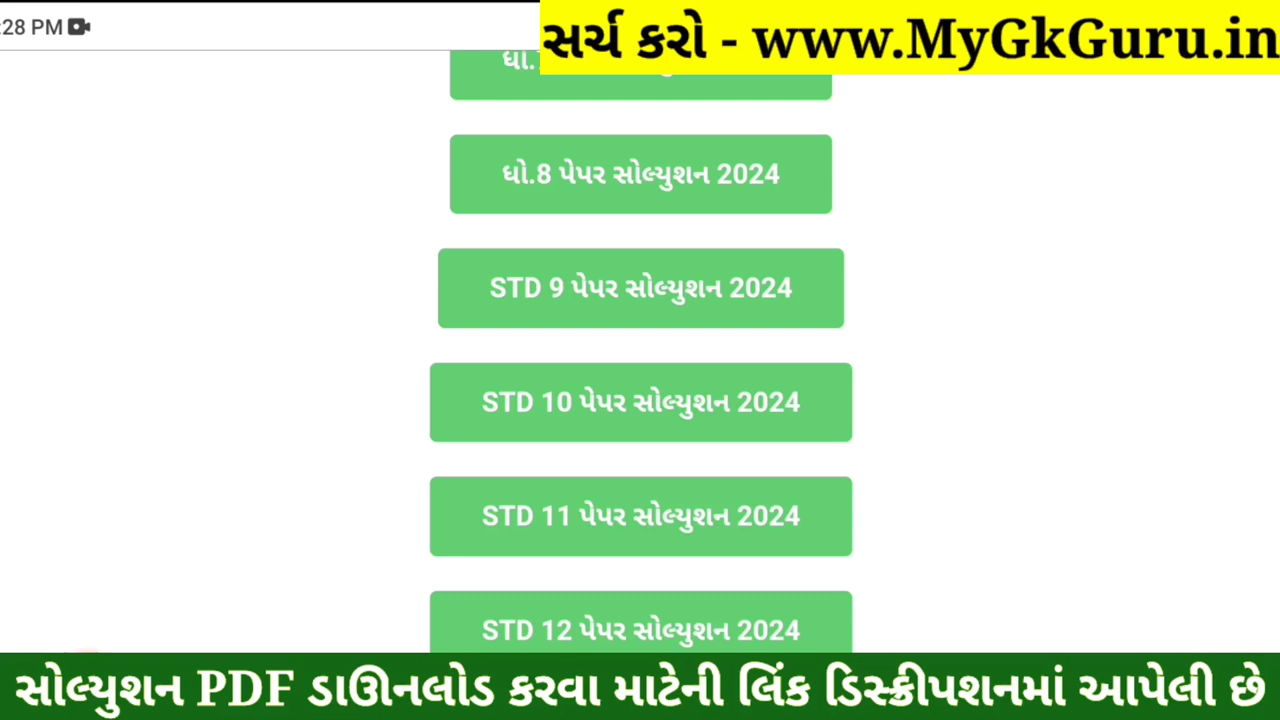 :28 PM
સર્ચ કરો - www.MyGkGuru.in
ધો.
ધો.8 પેપર સોલ્યુશન 2024
STD 9 પેપર સોલ્યુશન 2024
STD 10 પેપર સોલ્યુશન 2024
STD 11 પેપર સોલ્યુશન 2024
STD 12 પેપર સોલ્યુશન 2024
સોલ્યુશન PDF ડાઊનલોડ કરવા માટેની લિંક ડિસ્ક્રીપશનમાં આપેલી છે